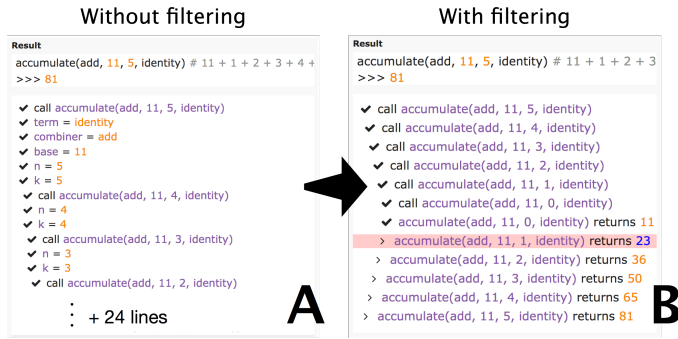 Without filtering
Result
accumulate(add, 11, 5, identity) # 11 + 1 + 2 + 3 + 4 +
>>> 81
call accumulate(add, 11, 5, identity)
term = identity
combiner = add
base = 11
n = 5
k = 5
call accumulate(add, 11, 4, identity)
n = 4
k = 4
call accumulate(add, 11, 3, identity)
n = 3
k = 3
call accumulate(add, 11, 2, identity)
+ 24 lines
A
With filtering
Result
accumulate(add, 11, 5, identity) # 11 + 1 + 2 + 3
>>> 81
call accumulate(add, 11, 5, identity)
call accumulate(add, 11, 4, identity)
call accumulate(add, 11, 3, identity)
call accumulate(add, 11, 2, identity)
call accumulate(add, 11, 1, identity)
call accumulate(add, 11, 0, identity)
accumulate(add, 11, 0, identity) returns 11
> accumulate(add, 11, 1, identity) returns 23
> accumulate(add, 11, 2, identity) returns 36
> accumulate(add, 11, 3, identity) returns 50
> accumulate(add, 11, 4, identity) returns 65
> accumulate(add, 11, 5, identity) returns 81
B